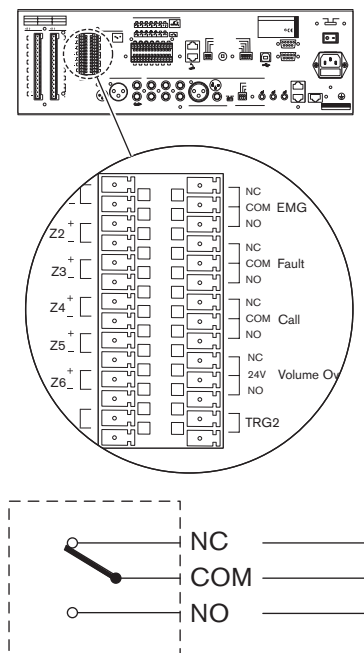 NC
COM EMG
NO
Z2 + -
NC
Z3 + -
COM Fault
NO
Z4 + -
NC
COM Call
Z5 + -
NO
NC
Z6 + -
24V Volume Ov
NO
TRG2
NC
COM
NO